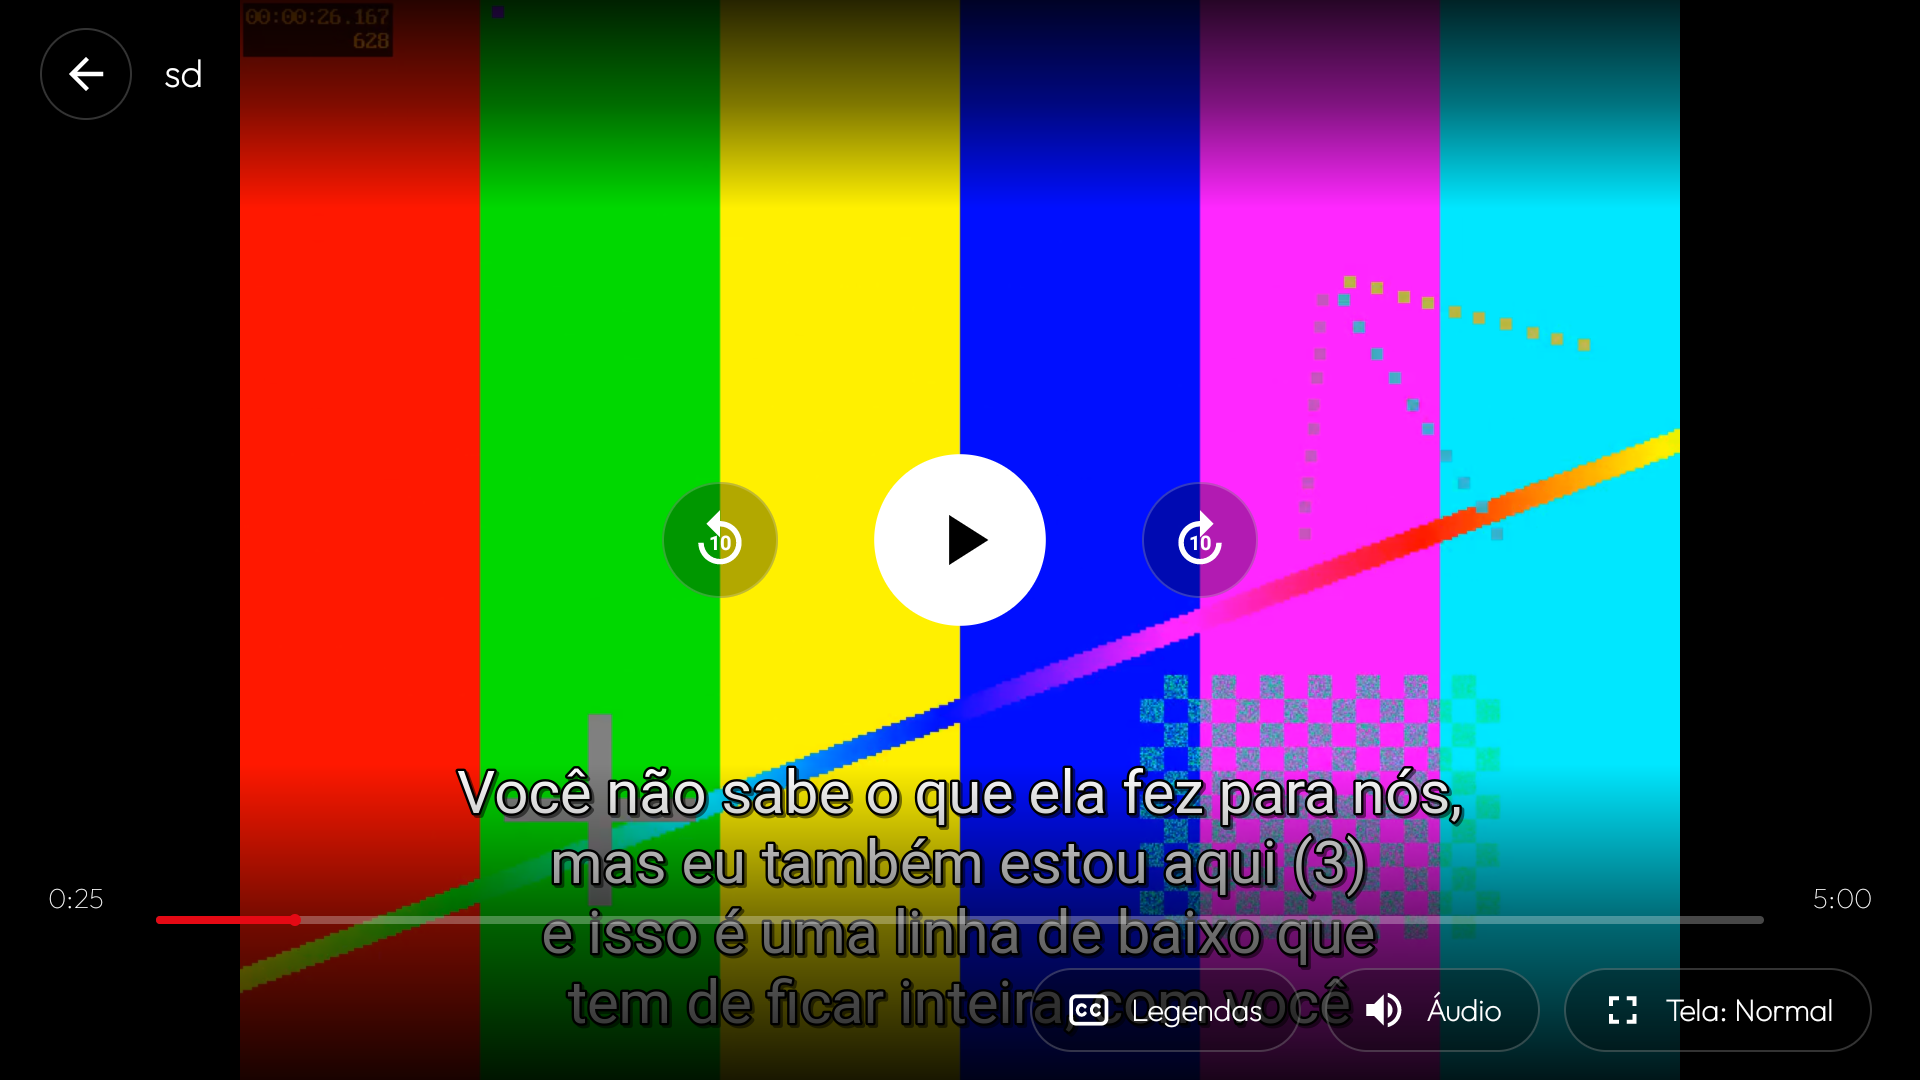 00:00:26.167
628
sd
10
10
Você não sabe o que ela fez para nós,
mas eu também estou aqui (3)
0:25
5:00
e isso é uma linha de baixo que
tem de ficar inteira, com você
CC Legendas
Áudio
Tela: Normal